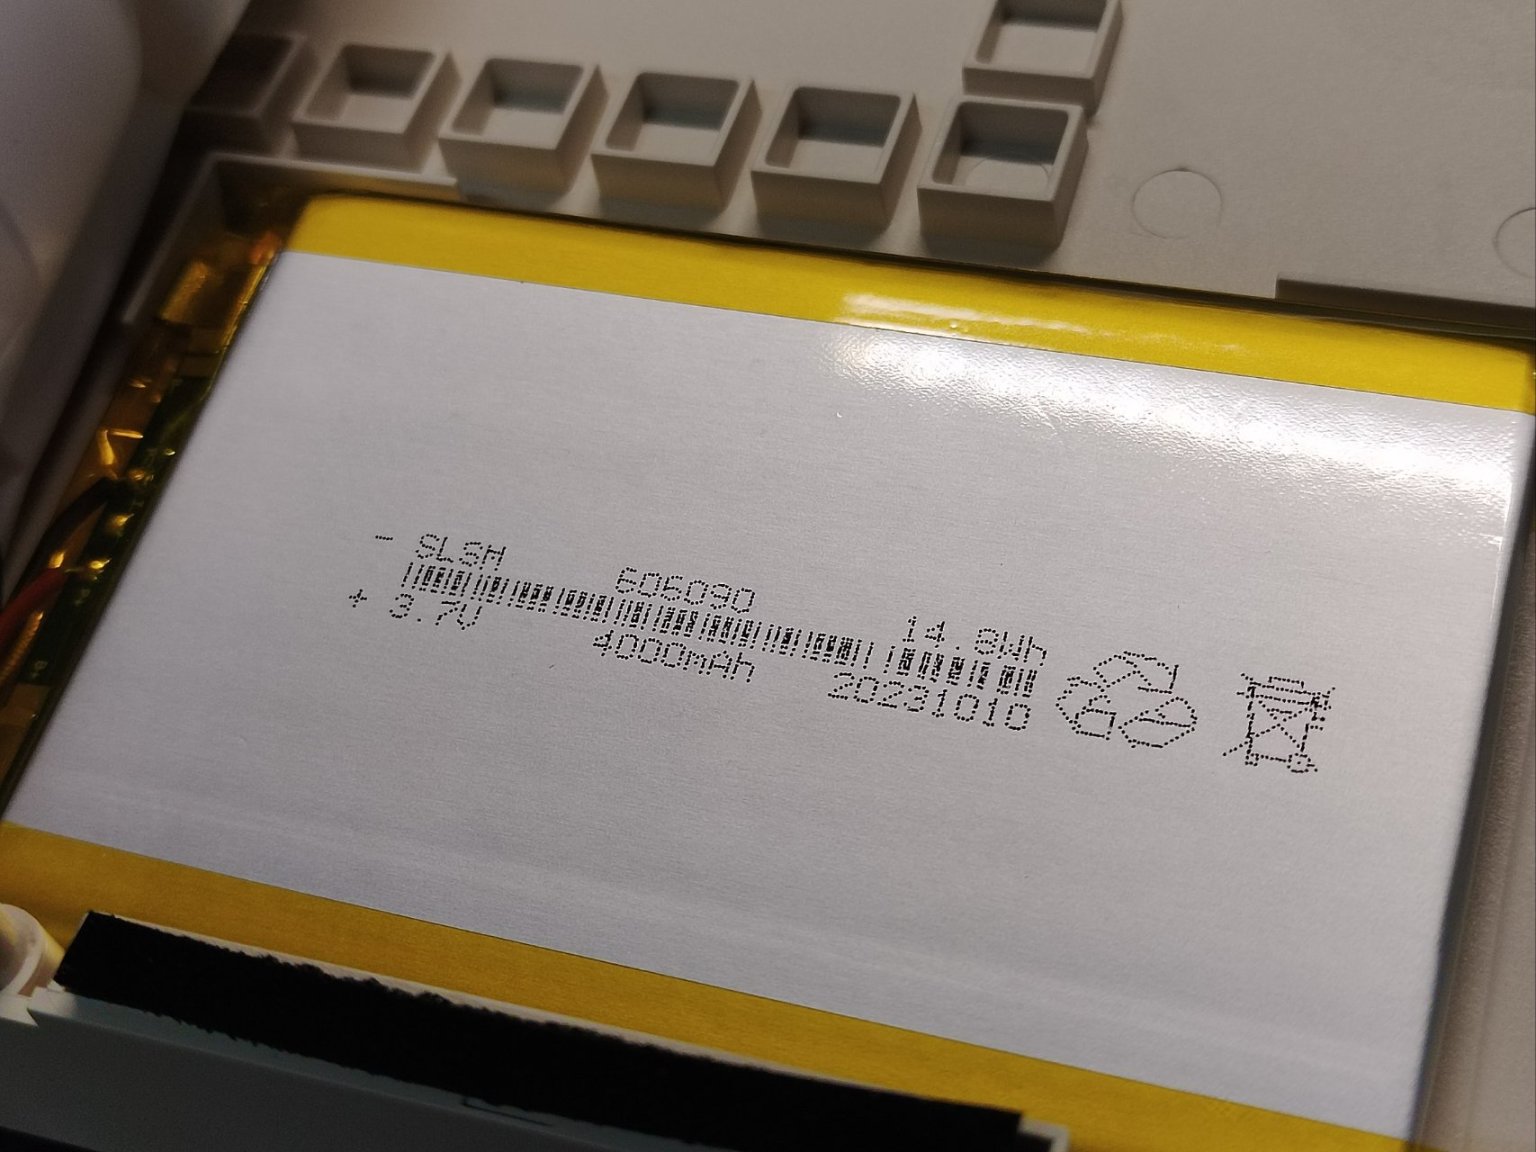 - SLSH 606090 14.8Wh
+ 3.7V 4000mAh 20231010